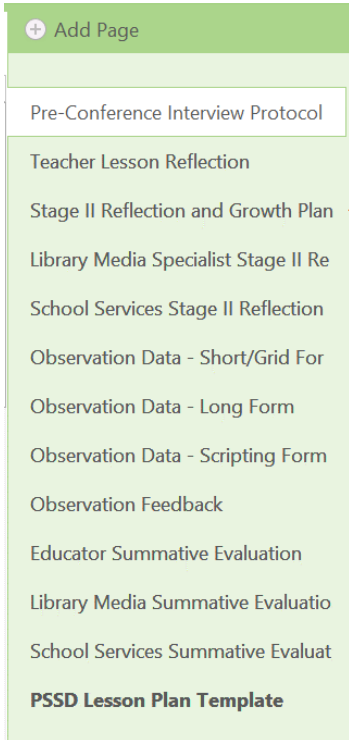 Add Page
Pre-Conference Interview Protocol
Teacher Lesson Reflection
Stage II Reflection and Growth Plan
Library Media Specialist Stage II Re
School Services Stage II Reflection
Observation Data - Short/Grid For
Observation Data - Long Form
Observation Data - Scripting Form
Observation Feedback
Educator Summative Evaluation
Library Media Summative Evaluatio
School Services Summative Evaluat
PSSD Lesson Plan Template